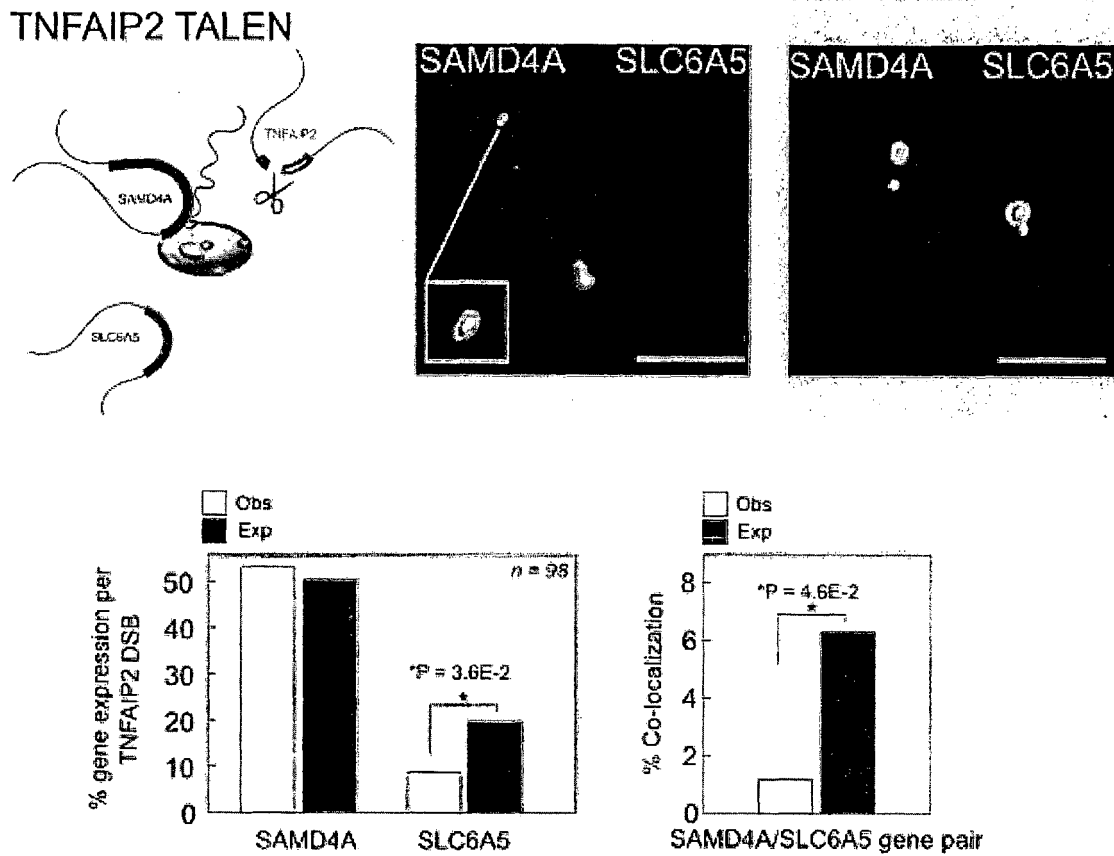 TNFAIP2 TALEN
TNFAIP2
SAMD4A
SLC6A5
SAMD4A SLC6A5
SAMD4A SLC6A5
Obs
Exp
n = 98
50
40
30
20
10
0
% gene expression per
TNFAIP2 DSB
*P = 3.6E-2
*
SAMD4A SLC6A5
Obs
Exp
8
6
4
2
0
% Co-localization
*P = 4.6E-2
*
SAMD4A/SLC6A5 gene pair